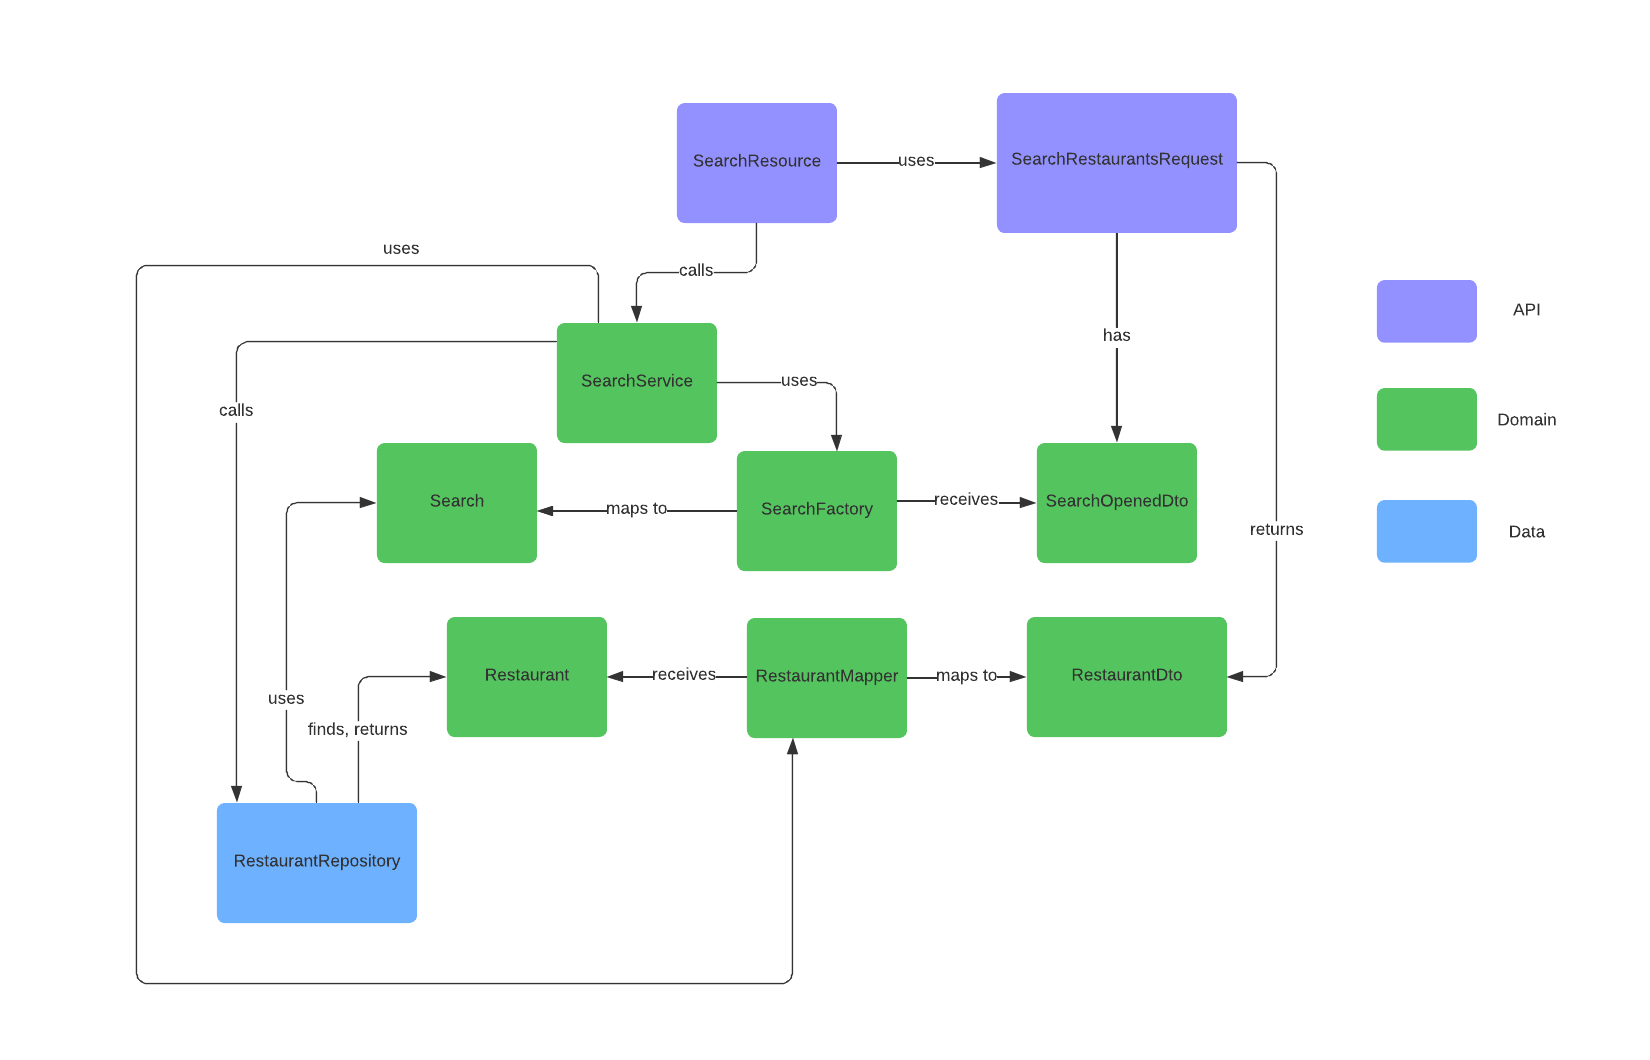 SearchResource
uses
SearchRestaurantsRequest
uses
calls
API
has
SearchService
uses
calls
Domain
Search
maps to
SearchFactory
receives
SearchOpenedDto
returns
Data
Restaurant
receives
RestaurantMapper
maps to
RestaurantDto
uses
finds, returns
RestaurantRepository